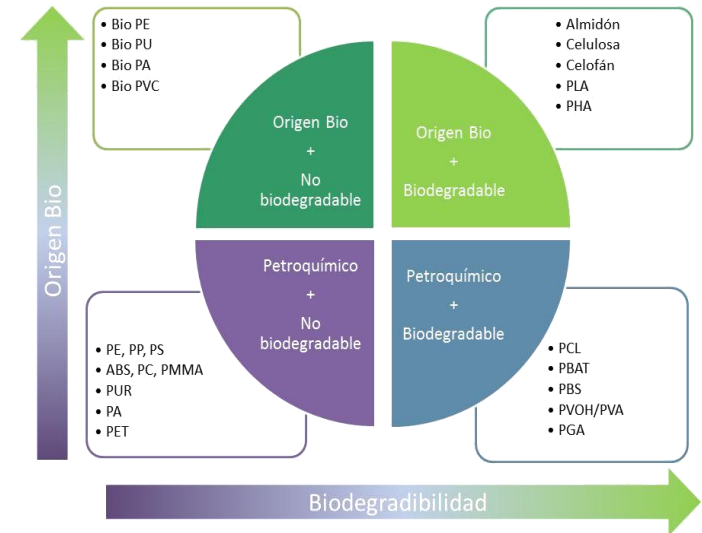 • Bio PE
• Bio PU
• Bio PA
• Bio PVC
• Almidón
• Celulosa
• Celofán
• PLA
• PHA
Origen Bio
+
No
biodegradable
Origen Bio
+
Biodegradable
Origen Bio
Petroquímico
+
No
biodegradable
Petroquímico
+
Biodegradable
• PE, PP, PS
• ABS, PC, PMMA
• PUR
• PA
• PET
• PCL
• PBAT
• PBS
• PVOH/PVA
• PGA
Biodegradibilidad